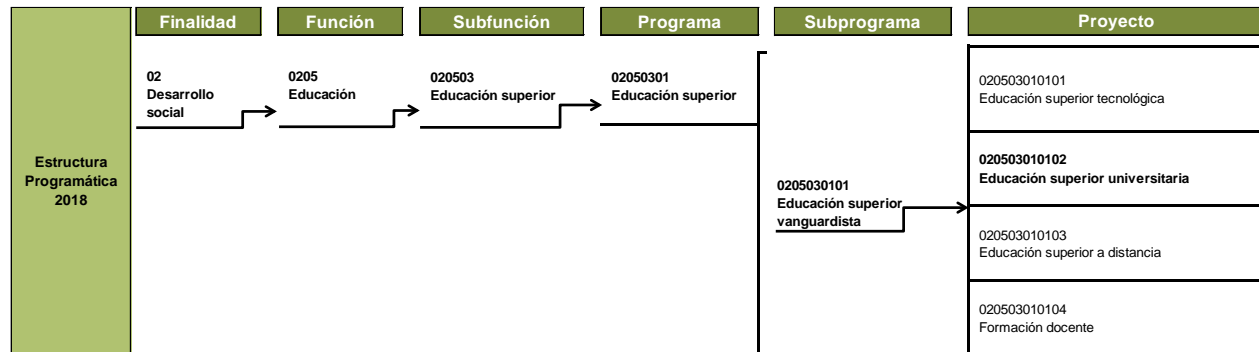 Finalidad
Función
Subfunción
Programa
Subprograma
Proyecto
Estructura
Programática
2018
02
Desarrollo
social
0205
Educación
020503
Educación superior
02050301
Educación superior
0205030101
Educación superior
vanguardista
020503010101
Educación superior tecnológica
020503010102
Educación superior universitaria
020503010103
Educación superior a distancia
020503010104
Formación docente